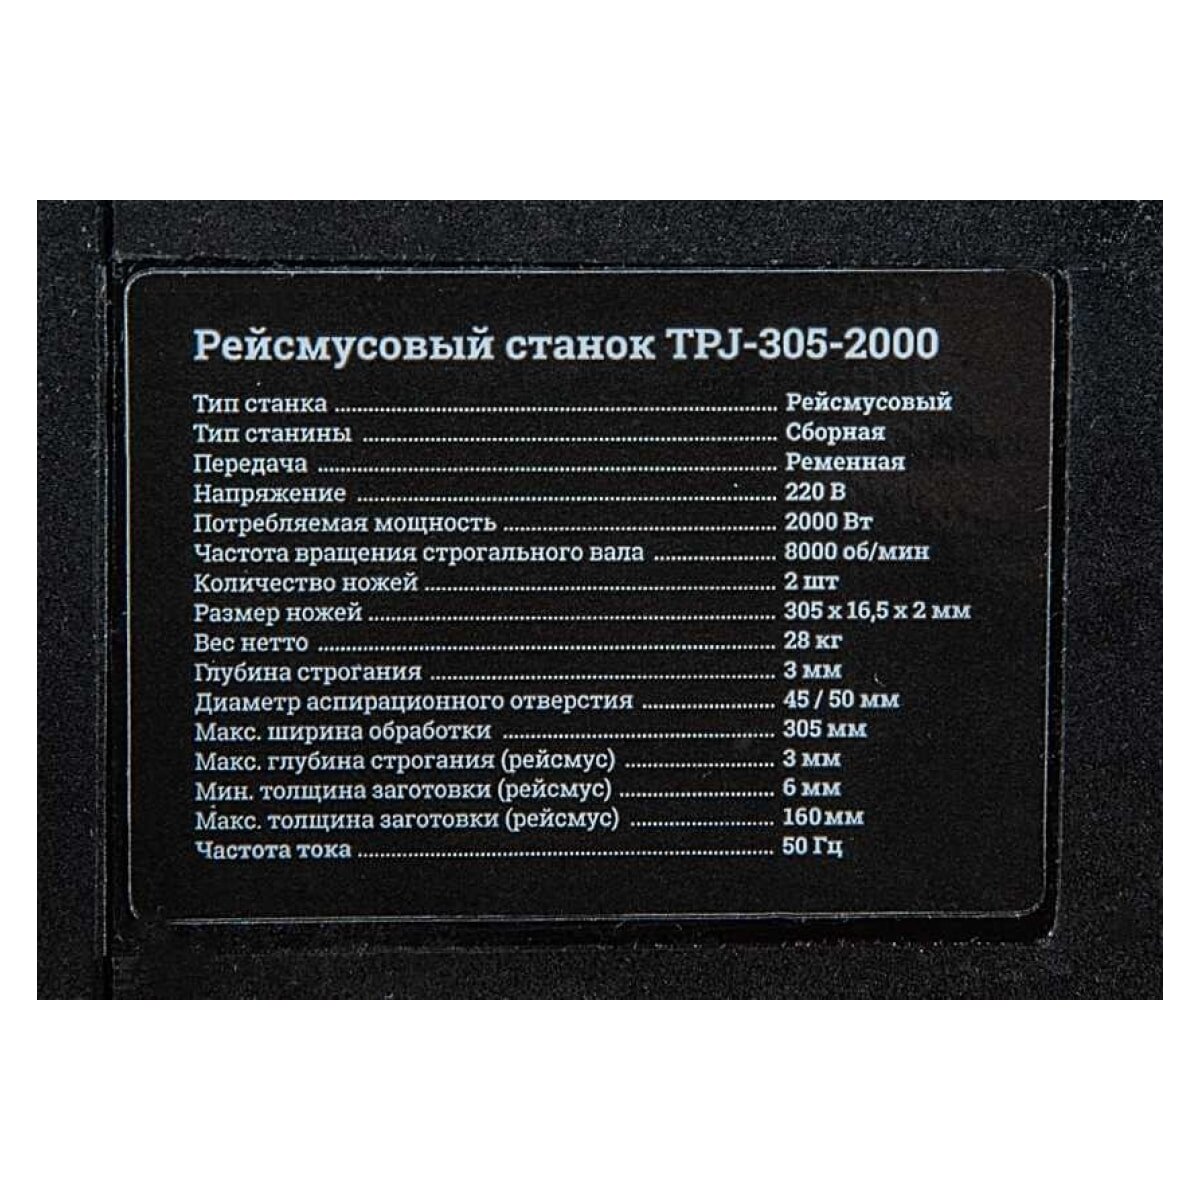 Рейсмусовый станок TPJ-305-2000
Тип станка ........ Рейсмусовый
Тип станины ........ Сборная
Передача ........ Ременная
Напряжение ........ 220 В
Потребляемая мощность ........ 2000 Вт
Частота вращения строгального вала ........ 8000 об/мин
Количество ножей ........ 2 шт
Размер ножей ........ 305 x 16,5 x 2 мм
Вес нетто ........ 28 кг
Глубина строгания ........ 3 мм
Диаметр аспирационного отверстия ........ 45 / 50 мм
Макс. ширина обработки ........ 305 мм
Макс. глубина строгания (рейсмус) ........ 3 мм
Мин. толщина заготовки (рейсмус) ........ 6 мм
Макс. толщина заготовки (рейсмус) ........ 160 мм
Частота тока ........ 50 Гц